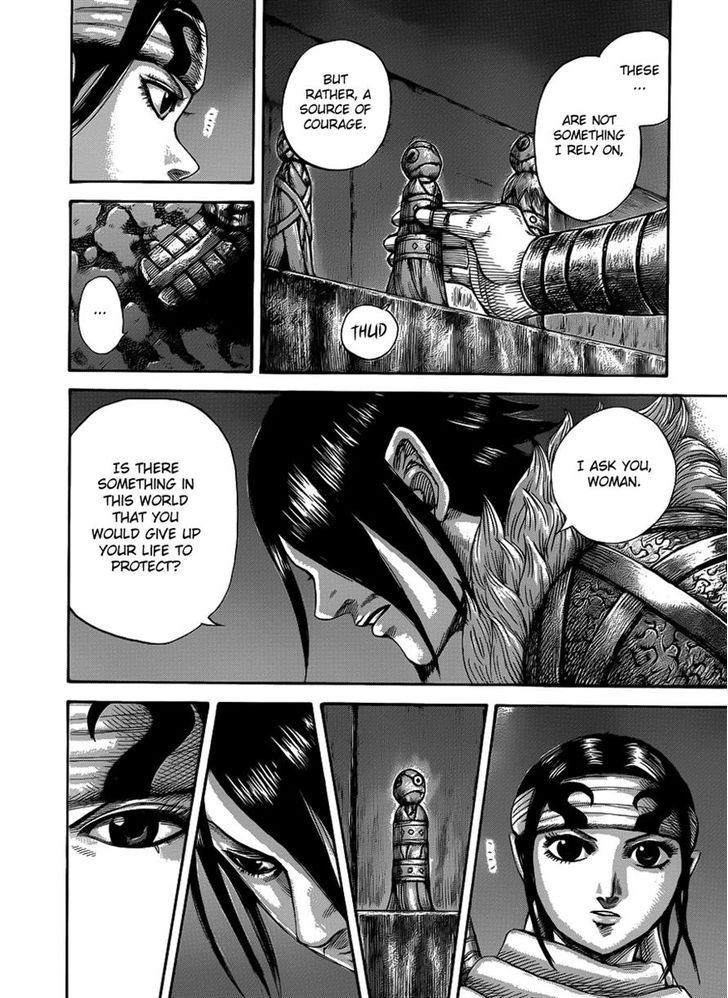 THESE
...
ARE NOT
SOMETHING
I RELY ON,
BUT
RATHER, A
SOURCE OF
COURAGE.
THUD
...
I ASK YOU,
WOMAN.
IS THERE
SOMETHING IN
THIS WORLD
THAT YOU
WOULD GIVE UP
YOUR LIFE TO
PROTECT?